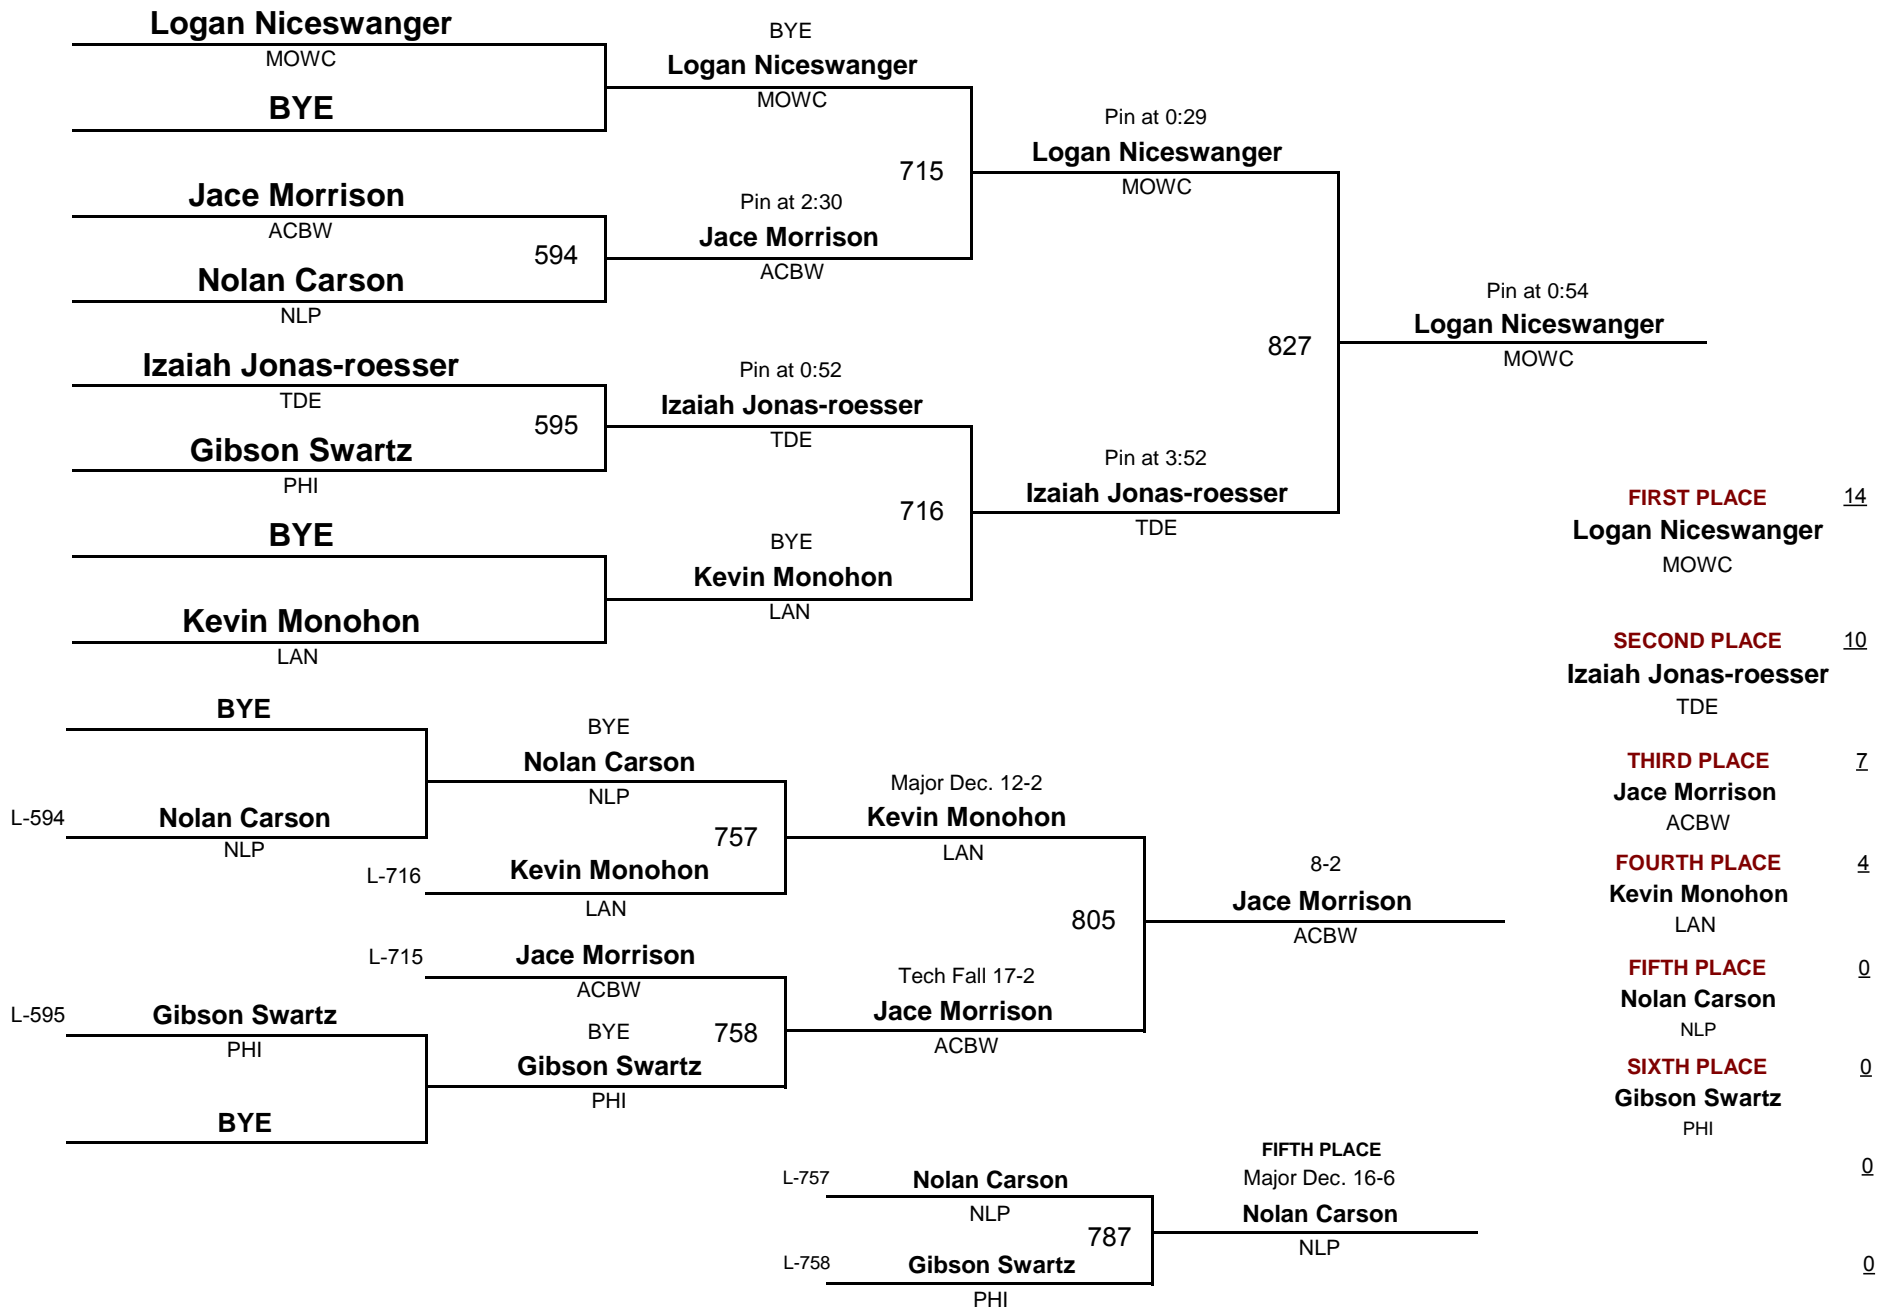 Logan Niceswanger
MOWC
BYE
Jace Morrison
ACBW
594
Nolan Carson
NLP
Izaiah Jonas-roesser
TDE
595
Gibson Swartz
PHI
BYE
Kevin Monohon
LAN
BYE
Logan Niceswanger
MOWC
715
Pin at 2:30
Jace Morrison
ACBW
Pin at 0:52
Izaiah Jonas-roesser
TDE
716
BYE
Kevin Monohon
LAN
Pin at 0:29
Logan Niceswanger
MOWC
827
Pin at 3:52
Izaiah Jonas-roesser
TDE
Pin at 0:54
Logan Niceswanger
MOWC
FIRST PLACE 14
Logan Niceswanger
MOWC
SECOND PLACE 10
Izaiah Jonas-roesser
TDE
THIRD PLACE 7
Jace Morrison
ACBW
FOURTH PLACE 4
Kevin Monohon
LAN
FIFTH PLACE 0
Nolan Carson
NLP
SIXTH PLACE 0
Gibson Swartz
PHI
0
0
BYE
L-594 Nolan Carson
NLP
L-595 Gibson Swartz
PHI
BYE
BYE
Nolan Carson
NLP
757
L-716 Kevin Monohon
LAN
L-715 Jace Morrison
ACBW
BYE 758
Gibson Swartz
PHI
Major Dec. 12-2
Kevin Monohon
LAN
805
Tech Fall 17-2
Jace Morrison
ACBW
8-2
Jace Morrison
ACBW
L-757 Nolan Carson
NLP
787
L-758 Gibson Swartz
PHI
FIFTH PLACE
Major Dec. 16-6
Nolan Carson
NLP